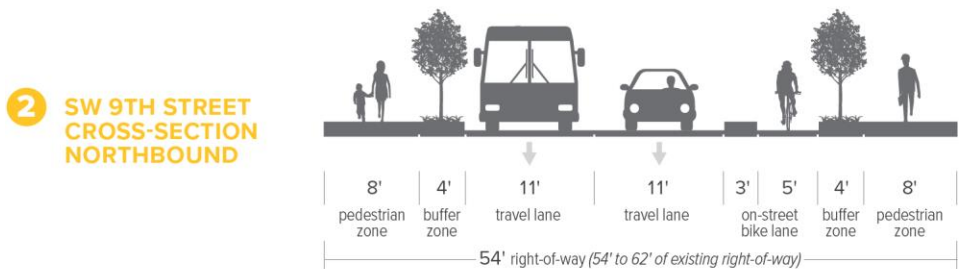 2 SW 9TH STREET
CROSS-SECTION
NORTHBOUND
8' 4' 11' 11' 3' 5' 4' 8'
pedestrian zone
buffer zone
travel lane
travel lane
on-street bike lane
buffer zone
pedestrian zone
54' right-of-way (54' to 62' of existing right-of-way)